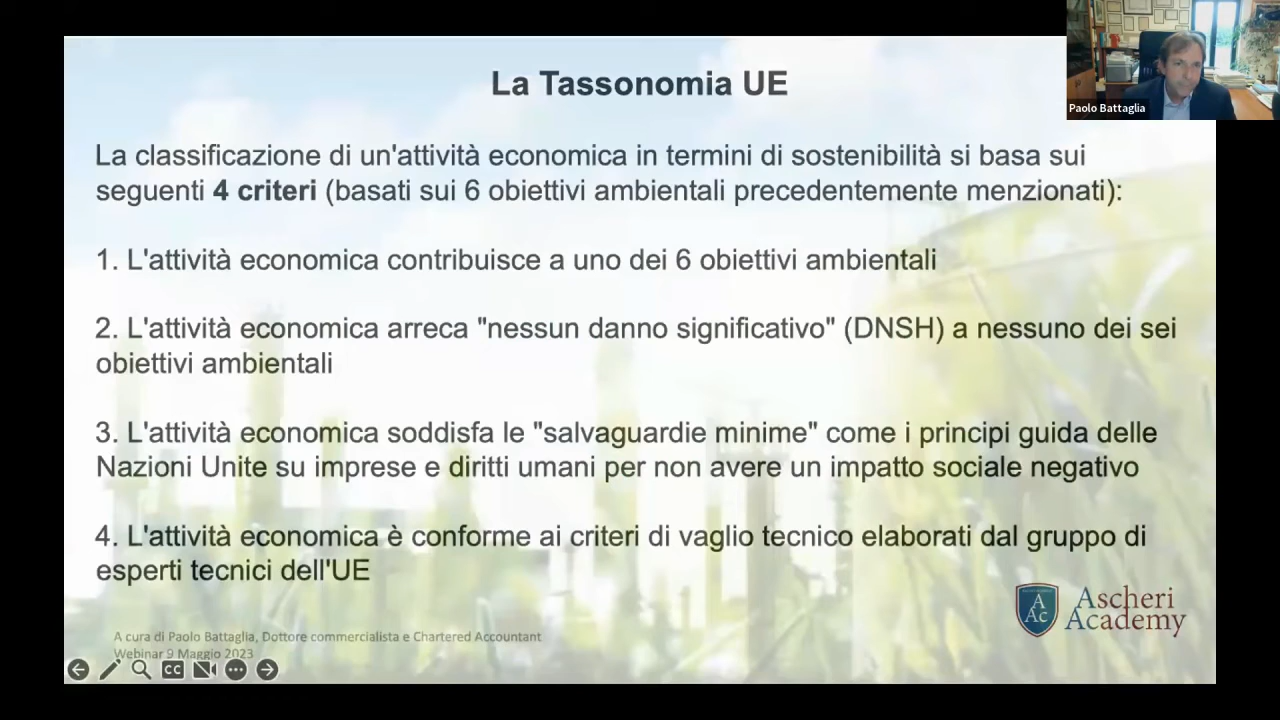 La Tassonomia UE
Paolo Battaglia
La classificazione di un'attività economica in termini di sostenibilità si basa sui
seguenti 4 criteri (basati sui 6 obiettivi ambientali precedentemente menzionati):
1. L'attività economica contribuisce a uno dei 6 obiettivi ambientali
2. L'attività economica arreca "nessun danno significativo" (DNSH) a nessuno dei sei
obiettivi ambientali
3. L'attività economica soddisfa le "salvaguardie minime" come i principi guida delle
Nazioni Unite su imprese e diritti umani per non avere un impatto sociale negativo
4. L'attività economica è conforme ai criteri di vaglio tecnico elaborati dal gruppo di
esperti tecnici dell'UE
A
Ac
Ascheri
Academy
A cura di Paolo Battaglia, Dottore commercialista e Chartered Accountant
Webinar 9 Maggio 2023
CC